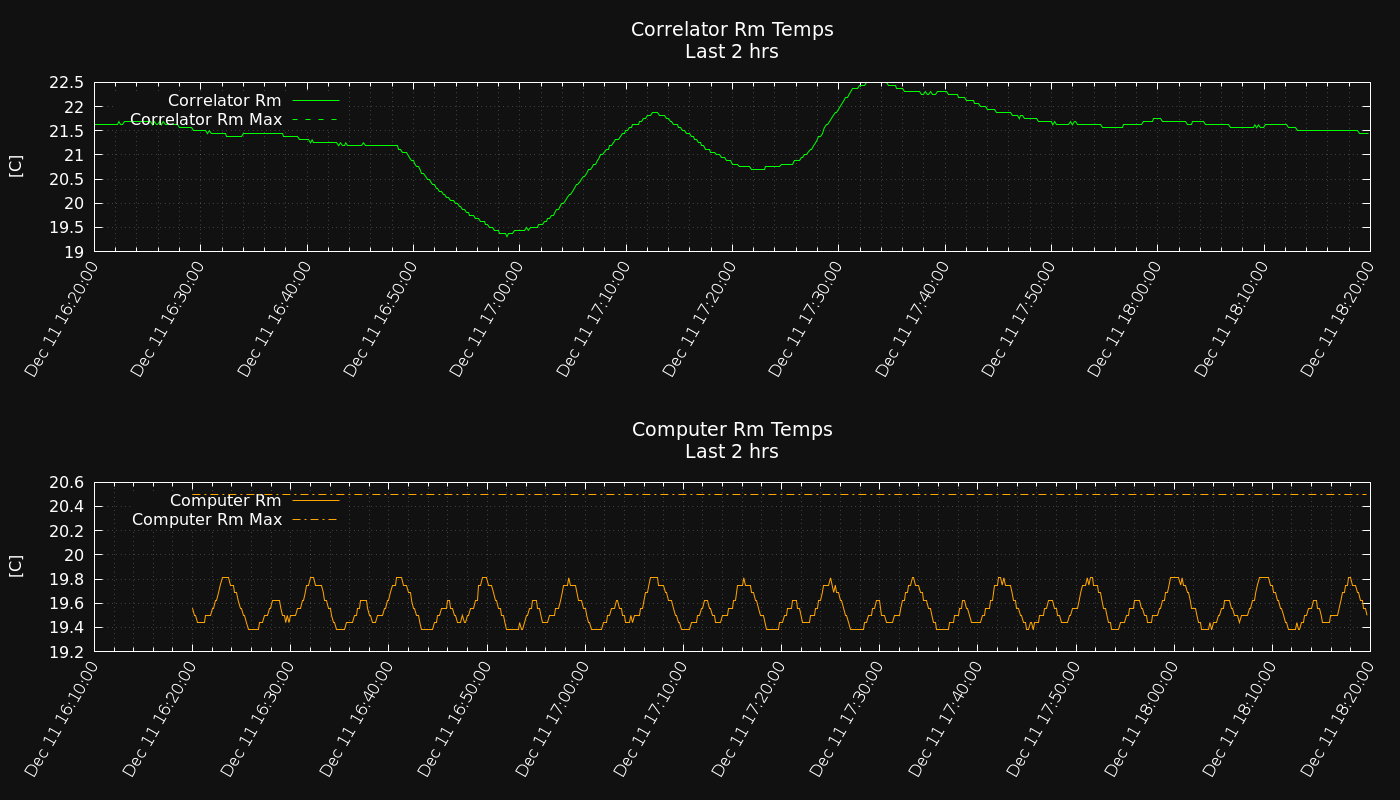 Correlator Rm Temps
Last 2 hrs
22.5
22
21.5
21
20.5
20
19.5
19
[C]
Correlator Rm
Correlator Rm Max
Dec 11 16:20:00
Dec 11 16:30:00
Dec 11 16:40:00
Dec 11 16:50:00
Dec 11 17:00:00
Dec 11 17:10:00
Dec 11 17:20:00
Dec 11 17:30:00
Dec 11 17:40:00
Dec 11 17:50:00
Dec 11 18:00:00
Dec 11 18:10:00
Dec 11 18:20:00
Computer Rm Temps
Last 2 hrs
20.6
20.4
20.2
20
19.8
19.6
19.4
19.2
[C]
Computer Rm
Computer Rm Max
Dec 11 16:10:00
Dec 11 16:20:00
Dec 11 16:30:00
Dec 11 16:40:00
Dec 11 16:50:00
Dec 11 17:00:00
Dec 11 17:10:00
Dec 11 17:20:00
Dec 11 17:30:00
Dec 11 17:40:00
Dec 11 17:50:00
Dec 11 18:00:00
Dec 11 18:10:00
Dec 11 18:20:00